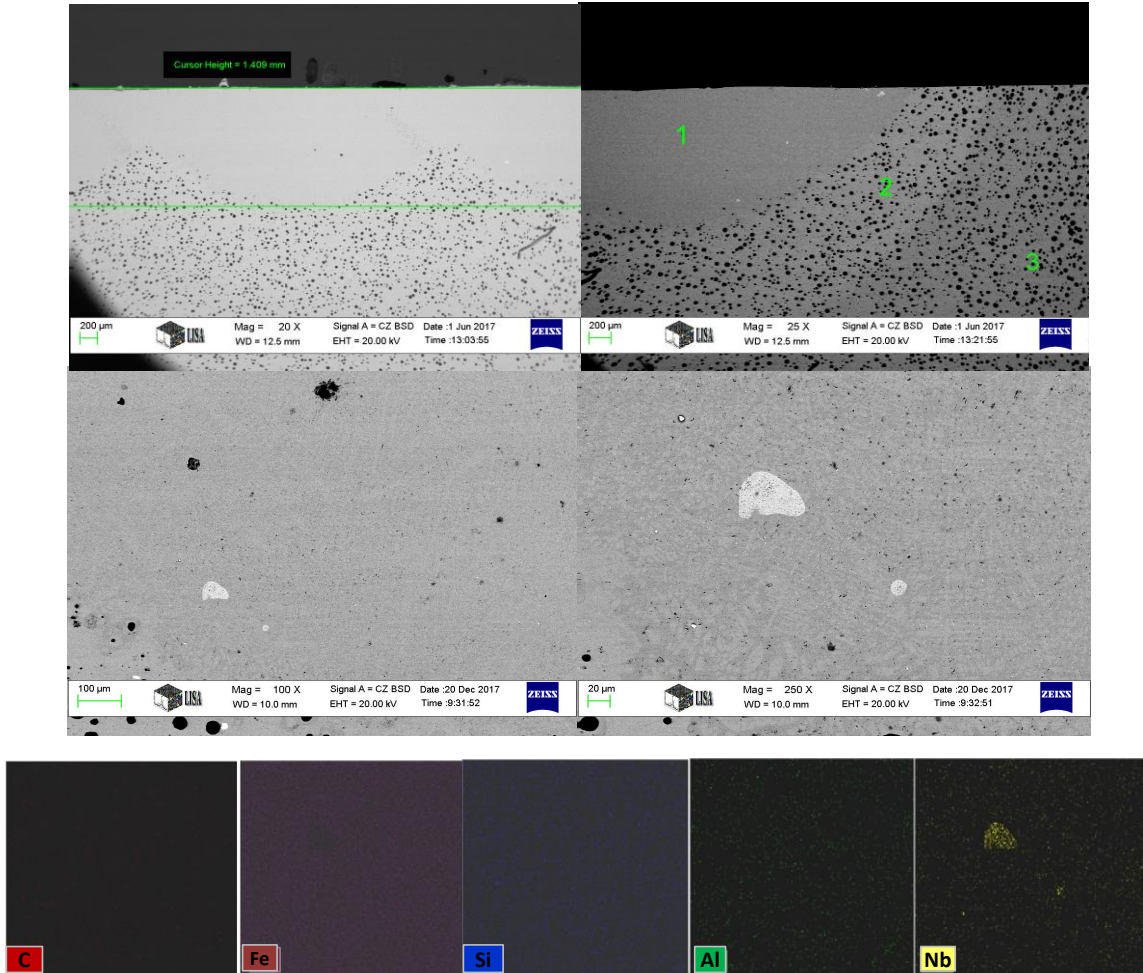 Cursor Height = 1.409 mm
1
2
3
200 µm
LISA
Mag = 20 X
WD = 12.5 mm
Signal A = CZ BSD
EHT = 20.00 kV
Date :1 Jun 2017
Time :13:03:55
ZEISS
200 µm
LISA
Mag = 25 X
WD = 12.5 mm
Signal A = CZ BSD
EHT = 20.00 kV
Date :1 Jun 2017
Time :13:21:55
ZEISS
100 µm
LISA
Mag = 100 X
WD = 10.0 mm
Signal A = CZ BSD
EHT = 20.00 kV
Date :20 Dec 2017
Time :9:31:52
ZEISS
20 µm
LISA
Mag = 250 X
WD = 10.0 mm
Signal A = CZ BSD
EHT = 20.00 kV
Date :20 Dec 2017
Time :9:32:51
ZEISS
C
Fe
Si
Al
Nb